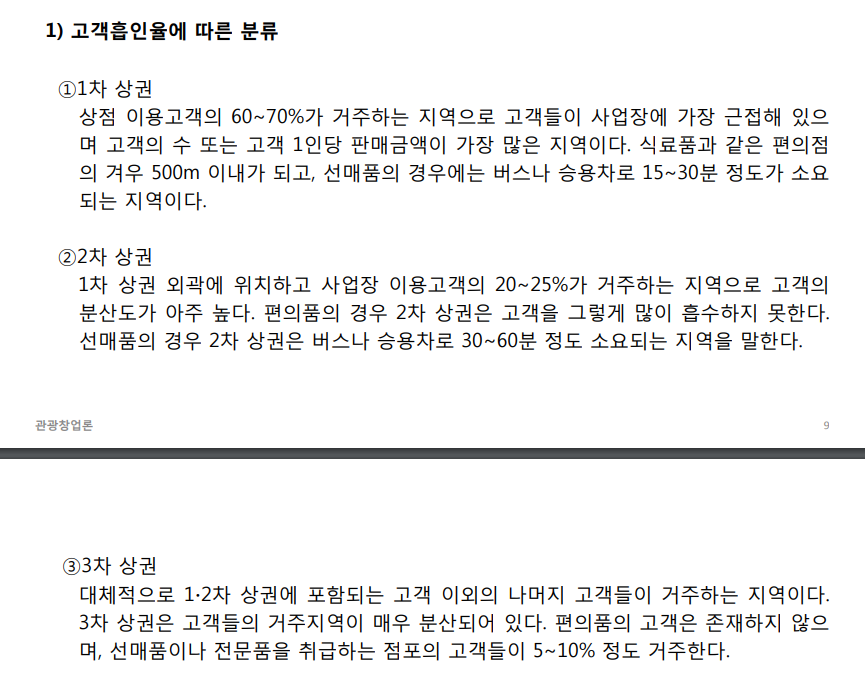 1) 고객흡인율에 따른 분류
①1차 상권
상점 이용고객의 60~70%가 거주하는 지역으로 고객들이 사업장에 가장 근접해 있으
며 고객의 수 또는 고객 1인당 판매금액이 가장 많은 지역이다. 식료품과 같은 편의점
의 겨우 500m 이내가 되고, 선매품의 경우에는 버스나 승용차로 15~30분 정도가 소요
되는 지역이다.
②2차 상권
1차 상권 외곽에 위치하고 사업장 이용고객의 20~25%가 거주하는 지역으로 고객의
분산도가 아주 높다. 편의품의 경우 2차 상권은 고객을 그렇게 많이 흡수하지 못한다.
선매품의 경우 2차 상권은 버스나 승용차로 30~60분 정도 소요되는 지역을 말한다.
관광창업론 9
③3차 상권
대체적으로 1·2차 상권에 포함되는 고객 이외의 나머지 고객들이 거주하는 지역이다.
3차 상권은 고객들의 거주지역이 매우 분산되어 있다. 편의품의 고객은 존재하지 않으
며, 선매품이나 전문품을 취급하는 점포의 고객들이 5~10% 정도 거주한다.